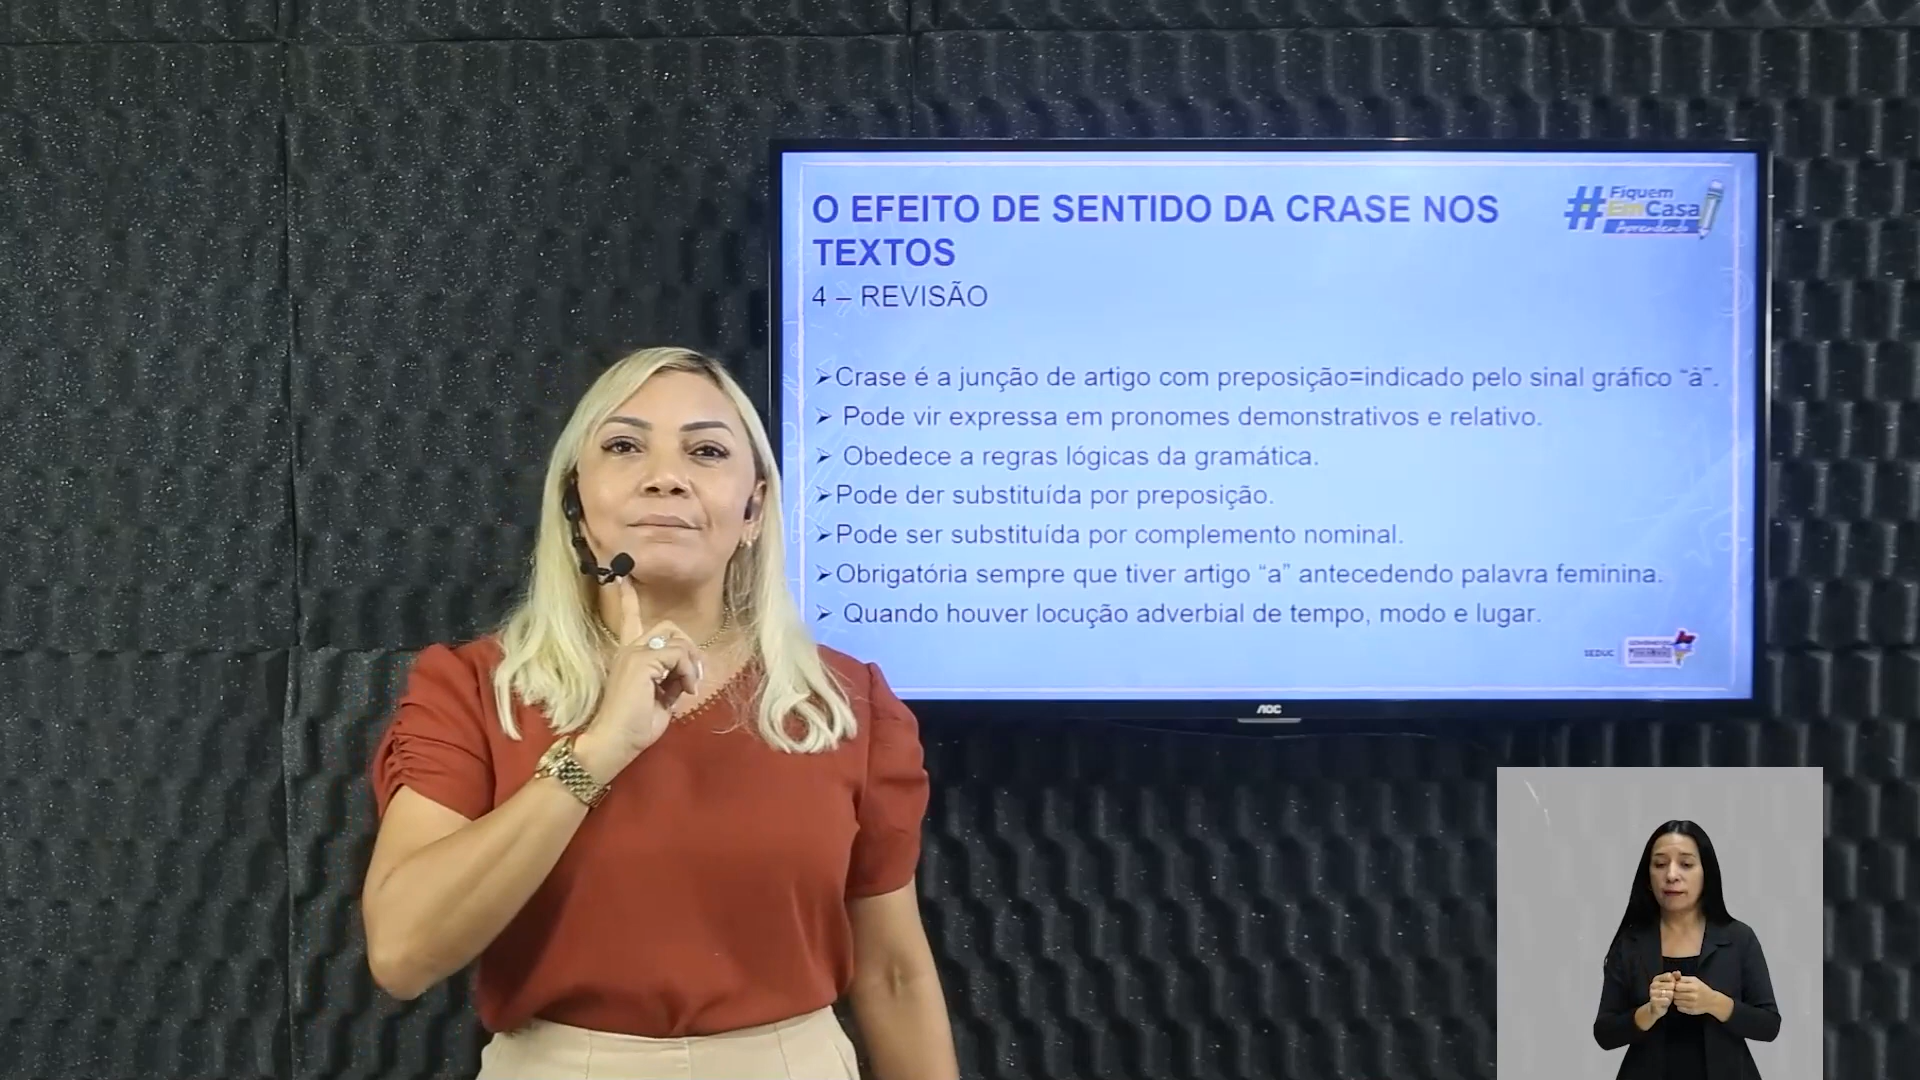 O EFEITO DE SENTIDO DA CRASE NOS
TEXTOS
4 – REVISÃO
#Fiquem
EmCasa
Aprendendo
➢Crase é a junção de artigo com preposição=indicado pelo sinal gráfico “à”.
➢ Pode vir expressa em pronomes demonstrativos e relativo.
➢ Obedece a regras lógicas da gramática.
➢Pode der substituída por preposição.
➢Pode ser substituída por complemento nominal.
➢Obrigatória sempre que tiver artigo “a” antecedendo palavra feminina.
➢ Quando houver locução adverbial de tempo, modo e lugar.
SEDUC
AOC